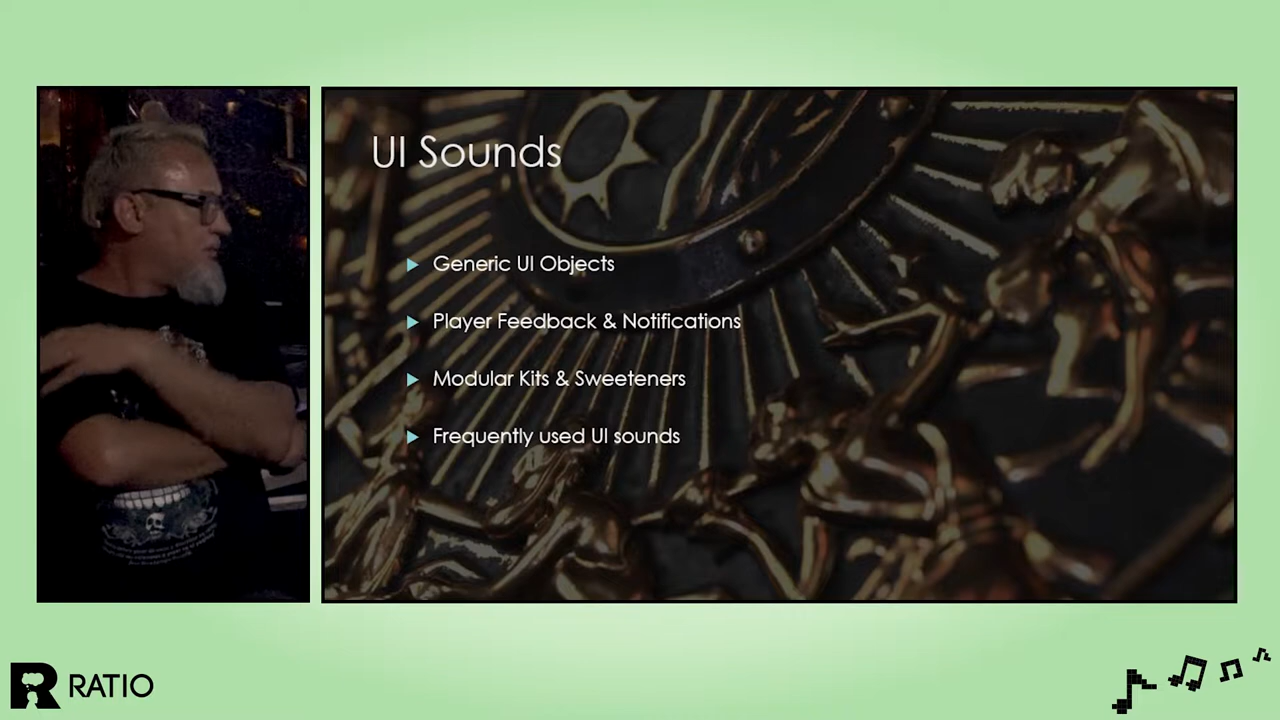 UI Sounds
Generic UI Objects
Player Feedback & Notifications
Modular Kits & Sweeteners
Frequently used UI sounds
RATIO